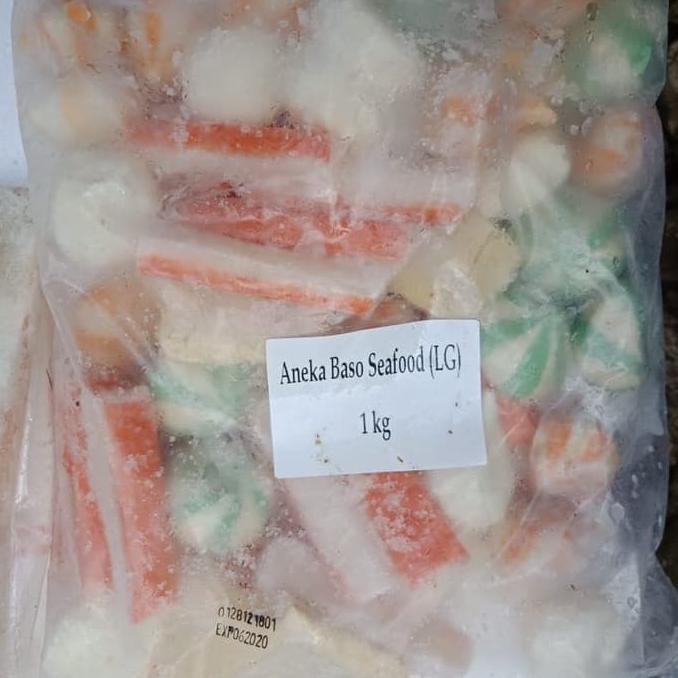 Aneka Baso Seafood (LG)
1 kg
0128121801
EXP062020